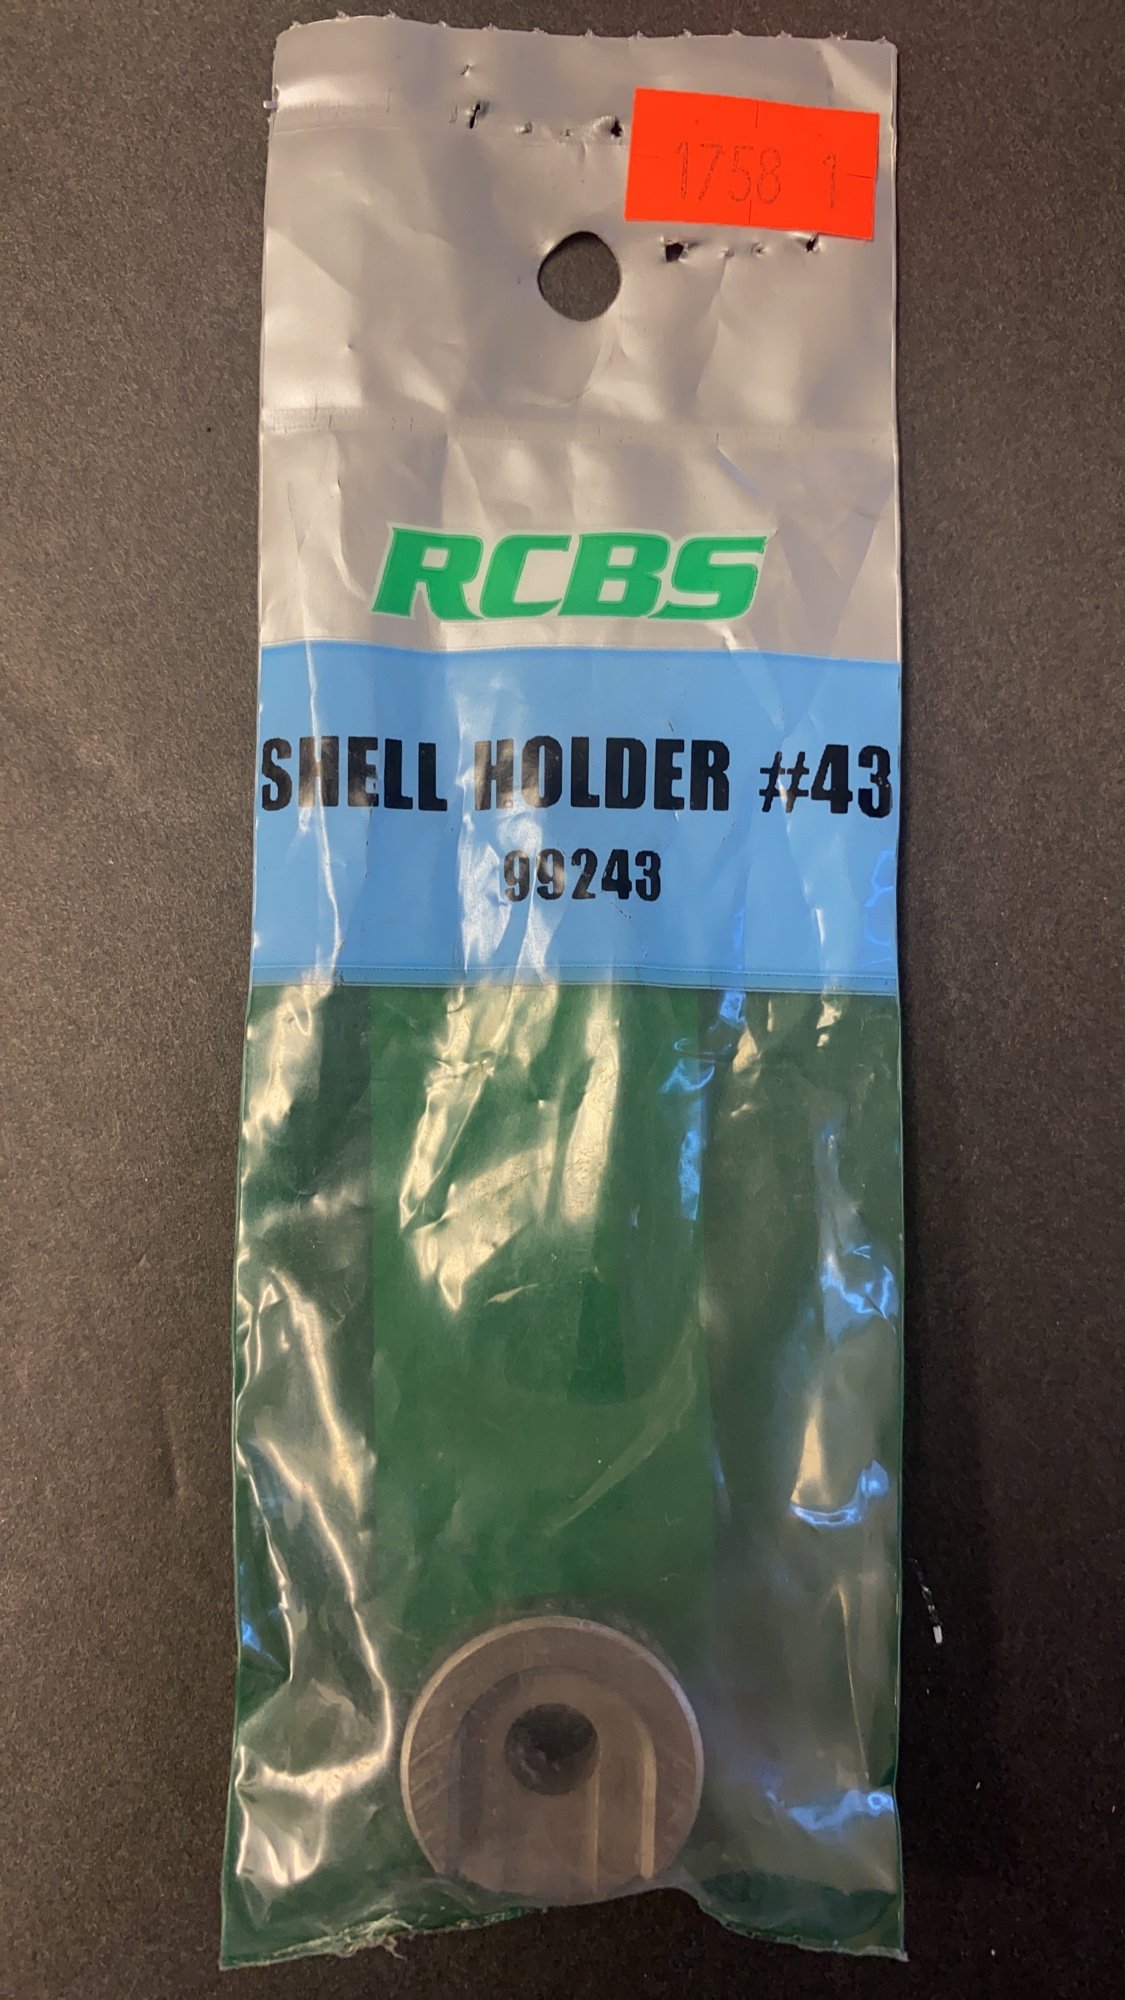 1758 1
RCBS
SHELL HOLDER #43
99243